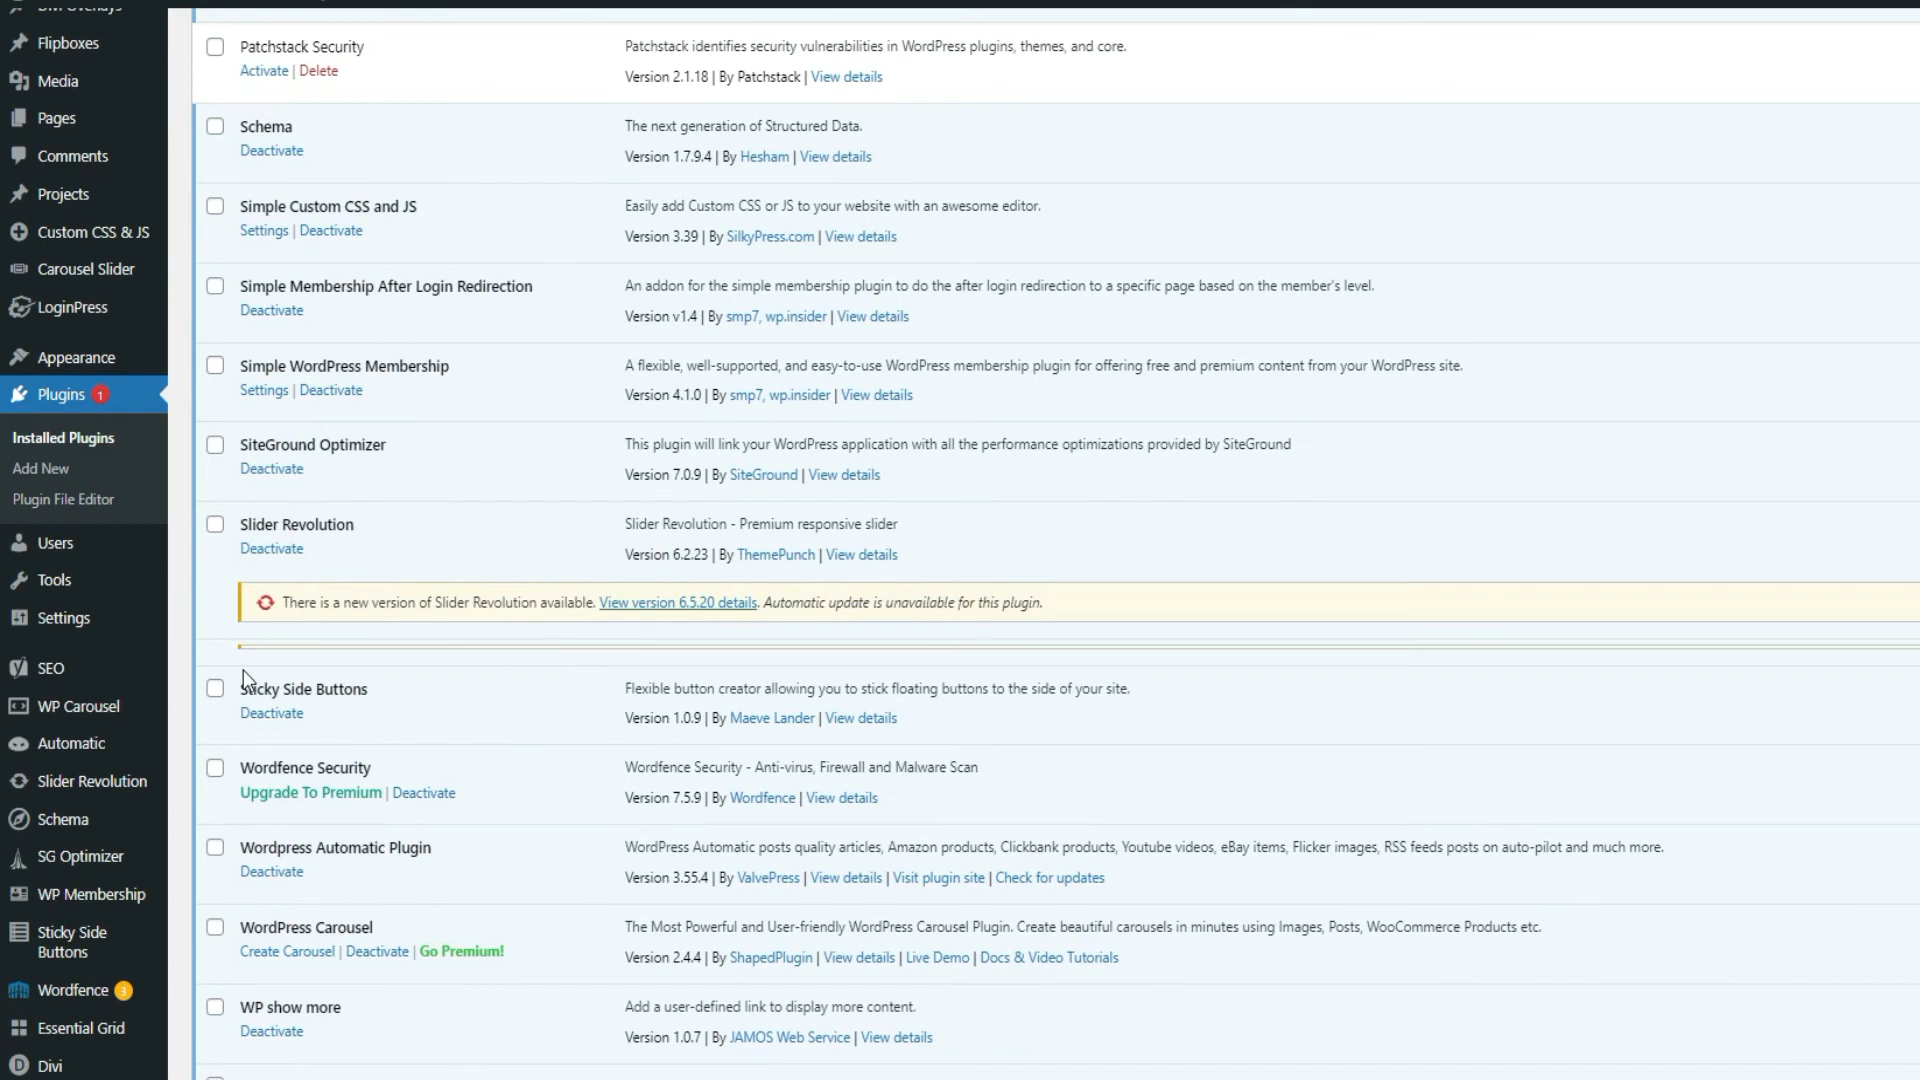 Divi Overlays
Flipboxes
Media
Pages
Comments
Projects
Custom CSS & JS
Carousel Slider
LoginPress
Appearance
Plugins 1
Installed Plugins
Add New
Plugin File Editor
Users
Tools
Settings
SEO
WP Carousel
Automatic
Slider Revolution
Schema
SG Optimizer
WP Membership
Sticky Side
Buttons
Wordfence 3
Essential Grid
Divi
Patchstack Security
Activate | Delete
Patchstack identifies security vulnerabilities in WordPress plugins, themes, and core.
Version 2.1.18 | By Patchstack | View details
Schema
Deactivate
The next generation of Structured Data.
Version 1.7.9.4 | By Hesham | View details
Simple Custom CSS and JS
Settings | Deactivate
Easily add Custom CSS or JS to your website with an awesome editor.
Version 3.39 | By SilkyPress.com | View details
Simple Membership After Login Redirection
Deactivate
An addon for the simple membership plugin to do the after login redirection to a specific page based on the member's level.
Version v1.4 | By smp7, wp.insider | View details
Simple WordPress Membership
Settings | Deactivate
A flexible, well-supported, and easy-to-use WordPress membership plugin for offering free and premium content from your WordPress site.
Version 4.1.0 | By smp7, wp.insider | View details
SiteGround Optimizer
Deactivate
This plugin will link your WordPress application with all the performance optimizations provided by SiteGround
Version 7.0.9 | By SiteGround | View details
Slider Revolution
Deactivate
Slider Revolution - Premium responsive slider
Version 6.2.23 | By ThemePunch | View details
There is a new version of Slider Revolution available. View version 6.5.20 details. Automatic update is unavailable for this plugin.
Sticky Side Buttons
Deactivate
Flexible button creator allowing you to stick floating buttons to the side of your site.
Version 1.0.9 | By Maeve Lander | View details
Wordfence Security
Upgrade To Premium | Deactivate
Wordfence Security - Anti-virus, Firewall and Malware Scan
Version 7.5.9 | By Wordfence | View details
Wordpress Automatic Plugin
Deactivate
WordPress Automatic posts quality articles, Amazon products, Clickbank products, Youtube videos, eBay items, Flicker images, RSS feeds posts on auto-pilot and much more.
Version 3.55.4 | By ValvePress | View details | Visit plugin site | Check for updates
WordPress Carousel
Create Carousel | Deactivate | Go Premium!
The Most Powerful and User-friendly WordPress Carousel Plugin. Create beautiful carousels in minutes using Images, Posts, WooCommerce Products etc.
Version 2.4.4 | By ShapedPlugin | View details | Live Demo | Docs & Video Tutorials
WP show more
Deactivate
Add a user-defined link to display more content.
Version 1.0.7 | By JAMOS Web Service | View details